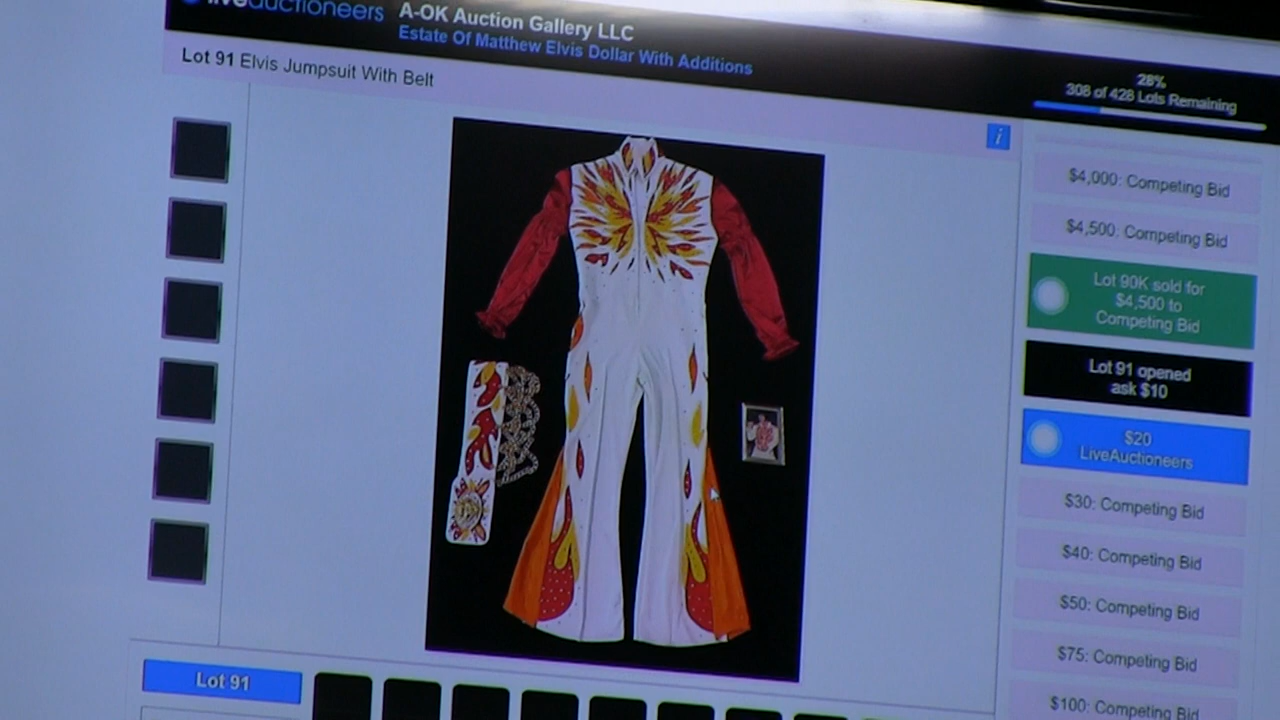 liveauctioneers
A-OK Auction Gallery LLC
Estate Of Matthew Elvis Dollar With Additions
Lot 91 Elvis Jumpsuit With Belt
28%
308 of 428 Lots Remaining
i
$4,000: Competing Bid
$4,500: Competing Bid
Lot 90K sold for
$4,500 to
Competing Bid
Lot 91 opened
ask $10
$20
LiveAuctioneers
$30: Competing Bid
$40: Competing Bid
$50: Competing Bid
$75: Competing Bid
$100: Competing Bid
Lot 91